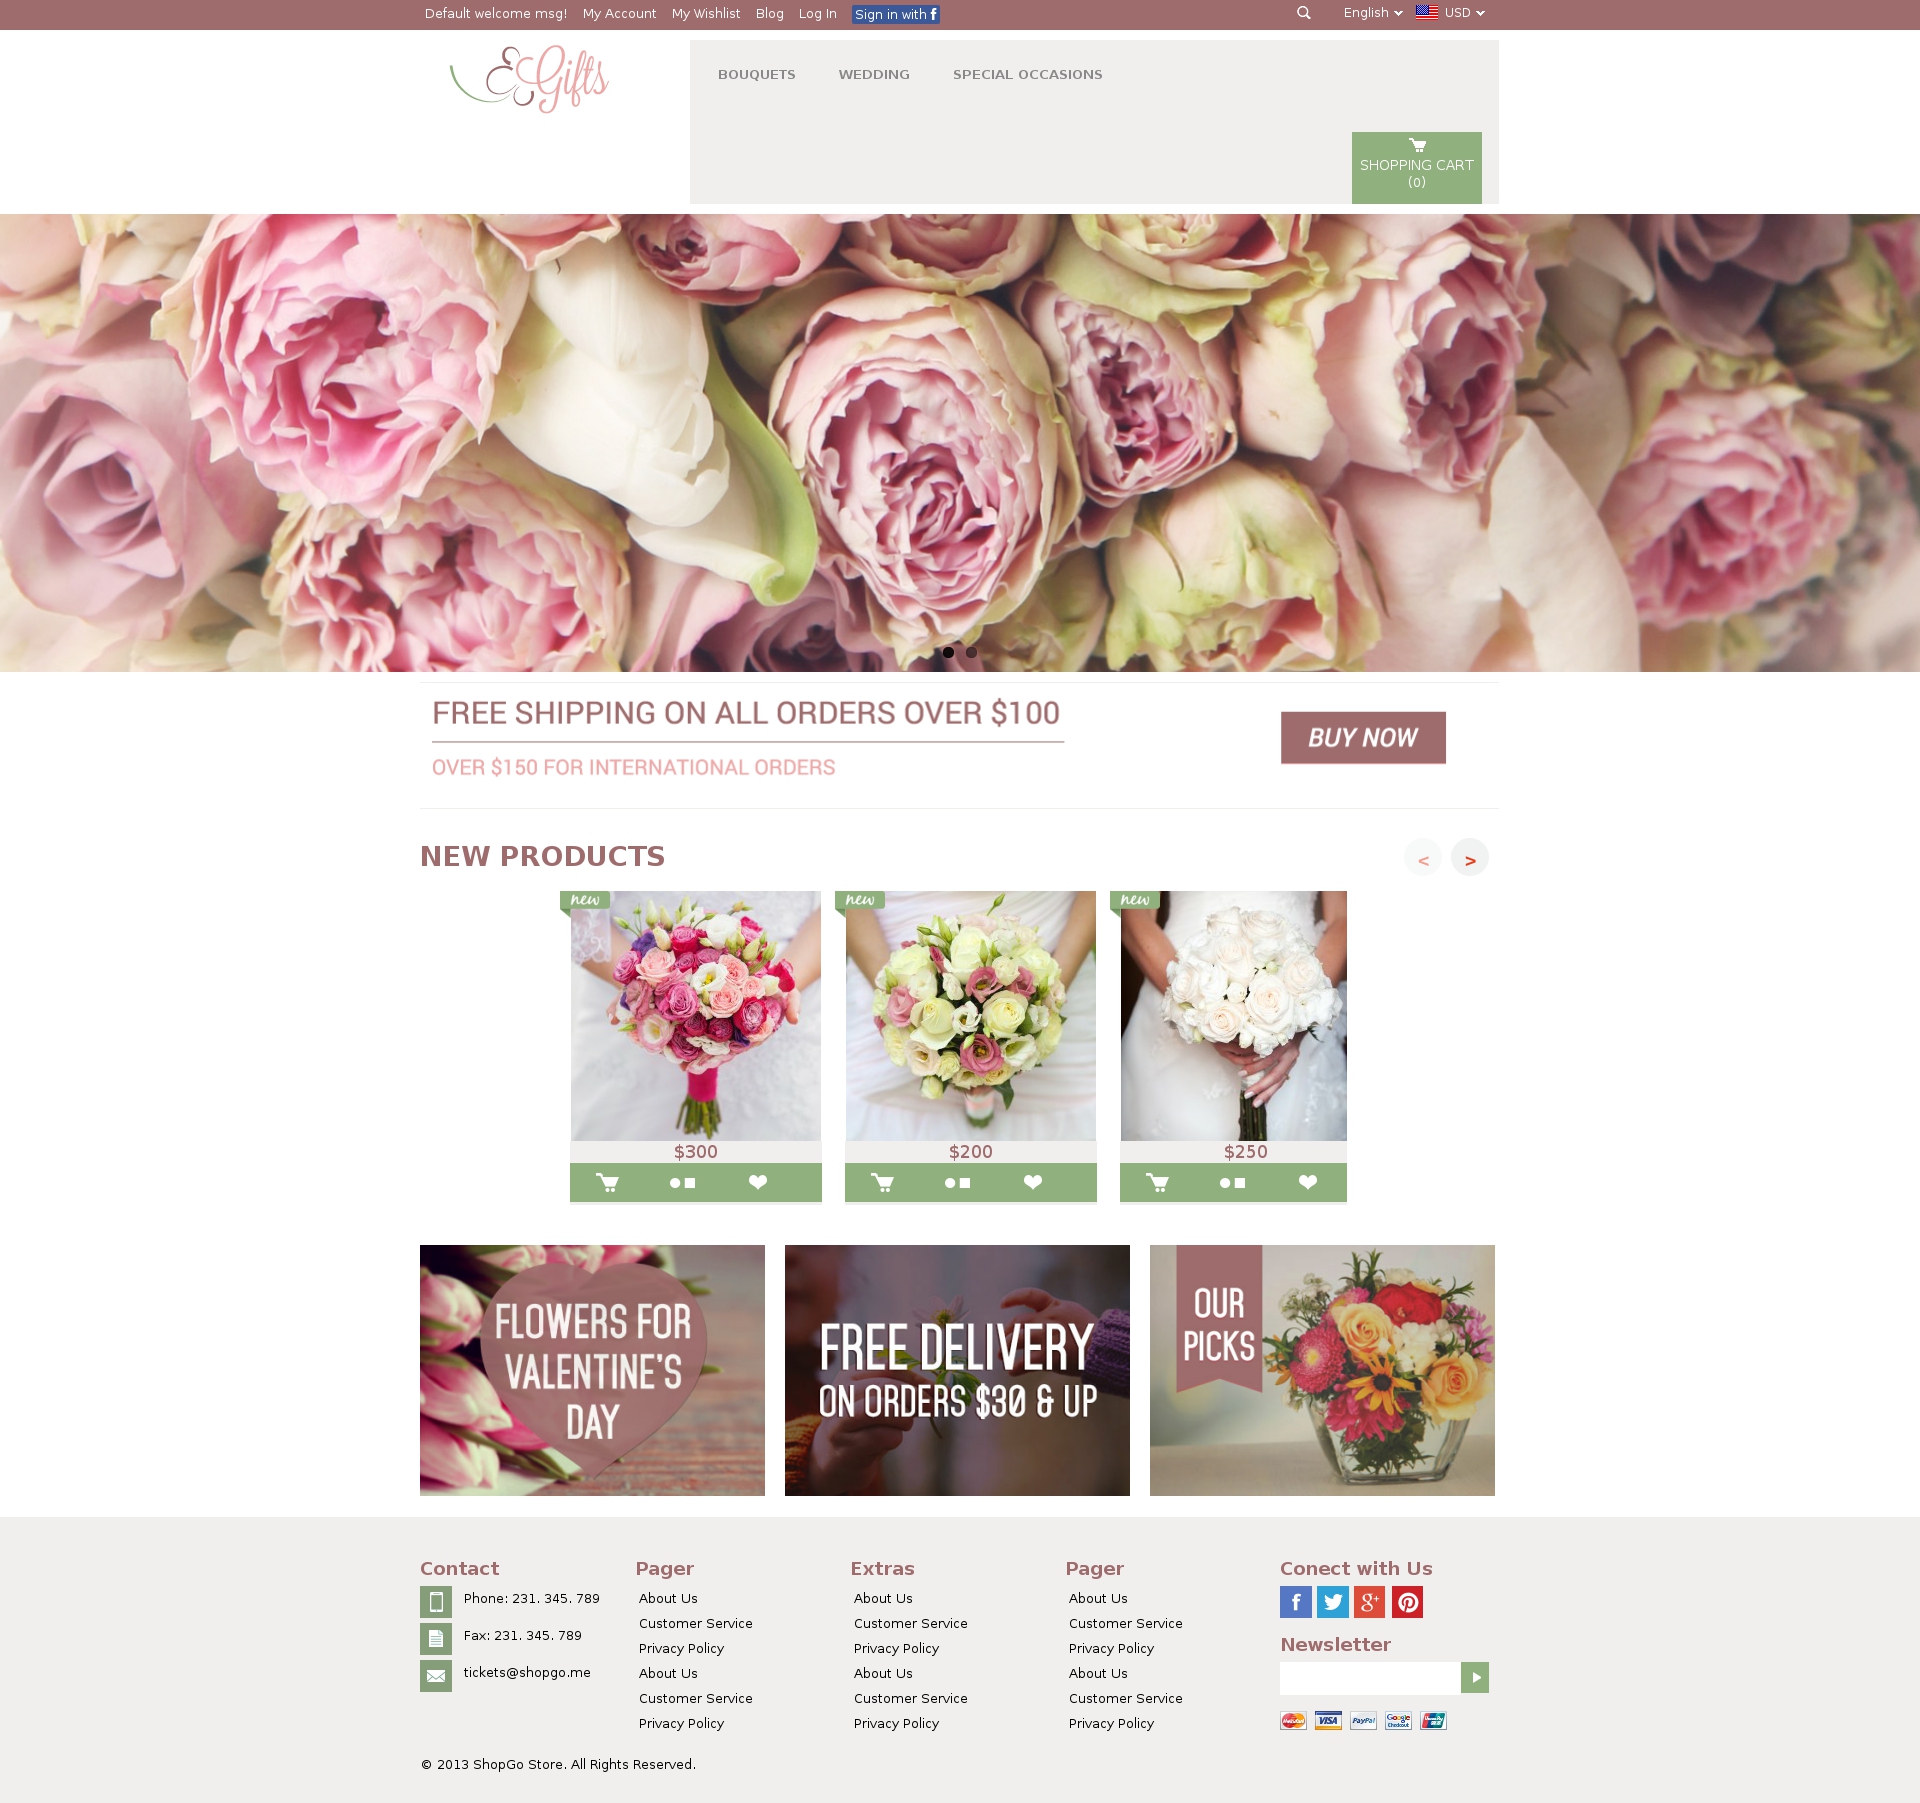 Default welcome msg! My Account My Wishlist Blog Log In Sign in with f English USD
E Gifts
BOUQUETS WEDDING SPECIAL OCCASIONS
SHOPPING CART
(0)
FREE SHIPPING ON ALL ORDERS OVER $100
OVER $150 FOR INTERNATIONAL ORDERS
BUY NOW
NEW PRODUCTS
< >
new new new
$300 $200 $250
FLOWERS FOR
VALENTINE'S
DAY
FREE DELIVERY
ON ORDERS $30 & UP
OUR
PICKS
Contact
Phone: 231. 345. 789
Fax: 231. 345. 789
tickets@shopgo.me
Pager
About Us
Customer Service
Privacy Policy
About Us
Customer Service
Privacy Policy
Extras
About Us
Customer Service
Privacy Policy
About Us
Customer Service
Privacy Policy
Pager
About Us
Customer Service
Privacy Policy
About Us
Customer Service
Privacy Policy
Conect with Us
f g+
Newsletter
MasterCard VISA PayPal Google Checkout
© 2013 ShopGo Store. All Rights Reserved.